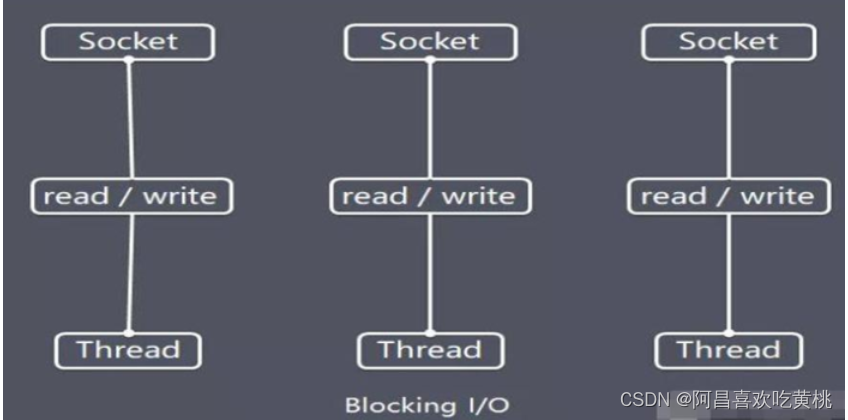 Socket
Socket
Socket
read / write
read / write
read / write
Thread
Thread
Thread
Blocking I/O
CSDN @阿昌喜欢吃黄桃